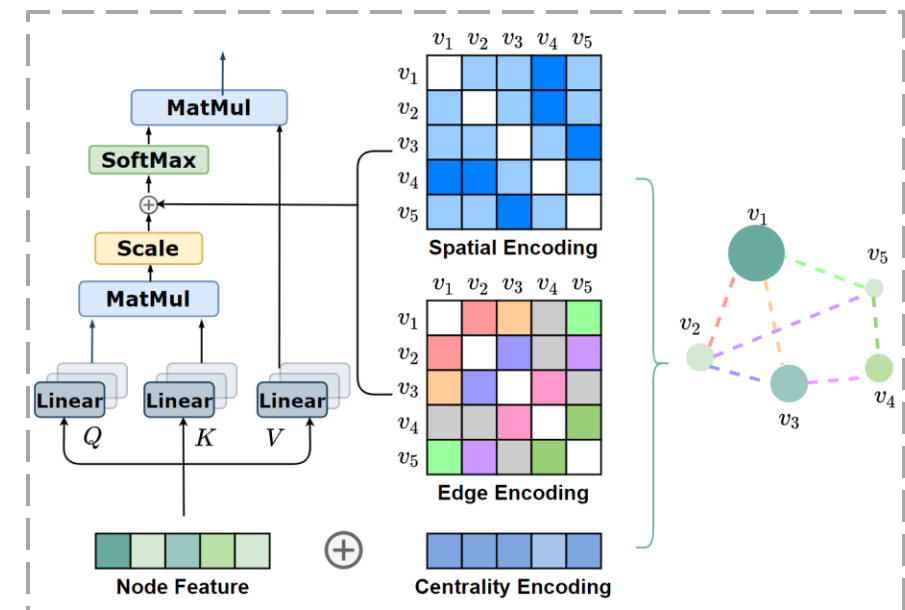 MatMul
SoftMax
Scale
MatMul
Linear Linear Linear
Q K V
Node Feature
v1 v2 v3 v4 v5
v1
v2
v3
v4
v5
Spatial Encoding
v1 v2 v3 v4 v5
v1
v2
v3
v4
v5
Edge Encoding
Centrality Encoding
v1
v5
v2
v4
v3